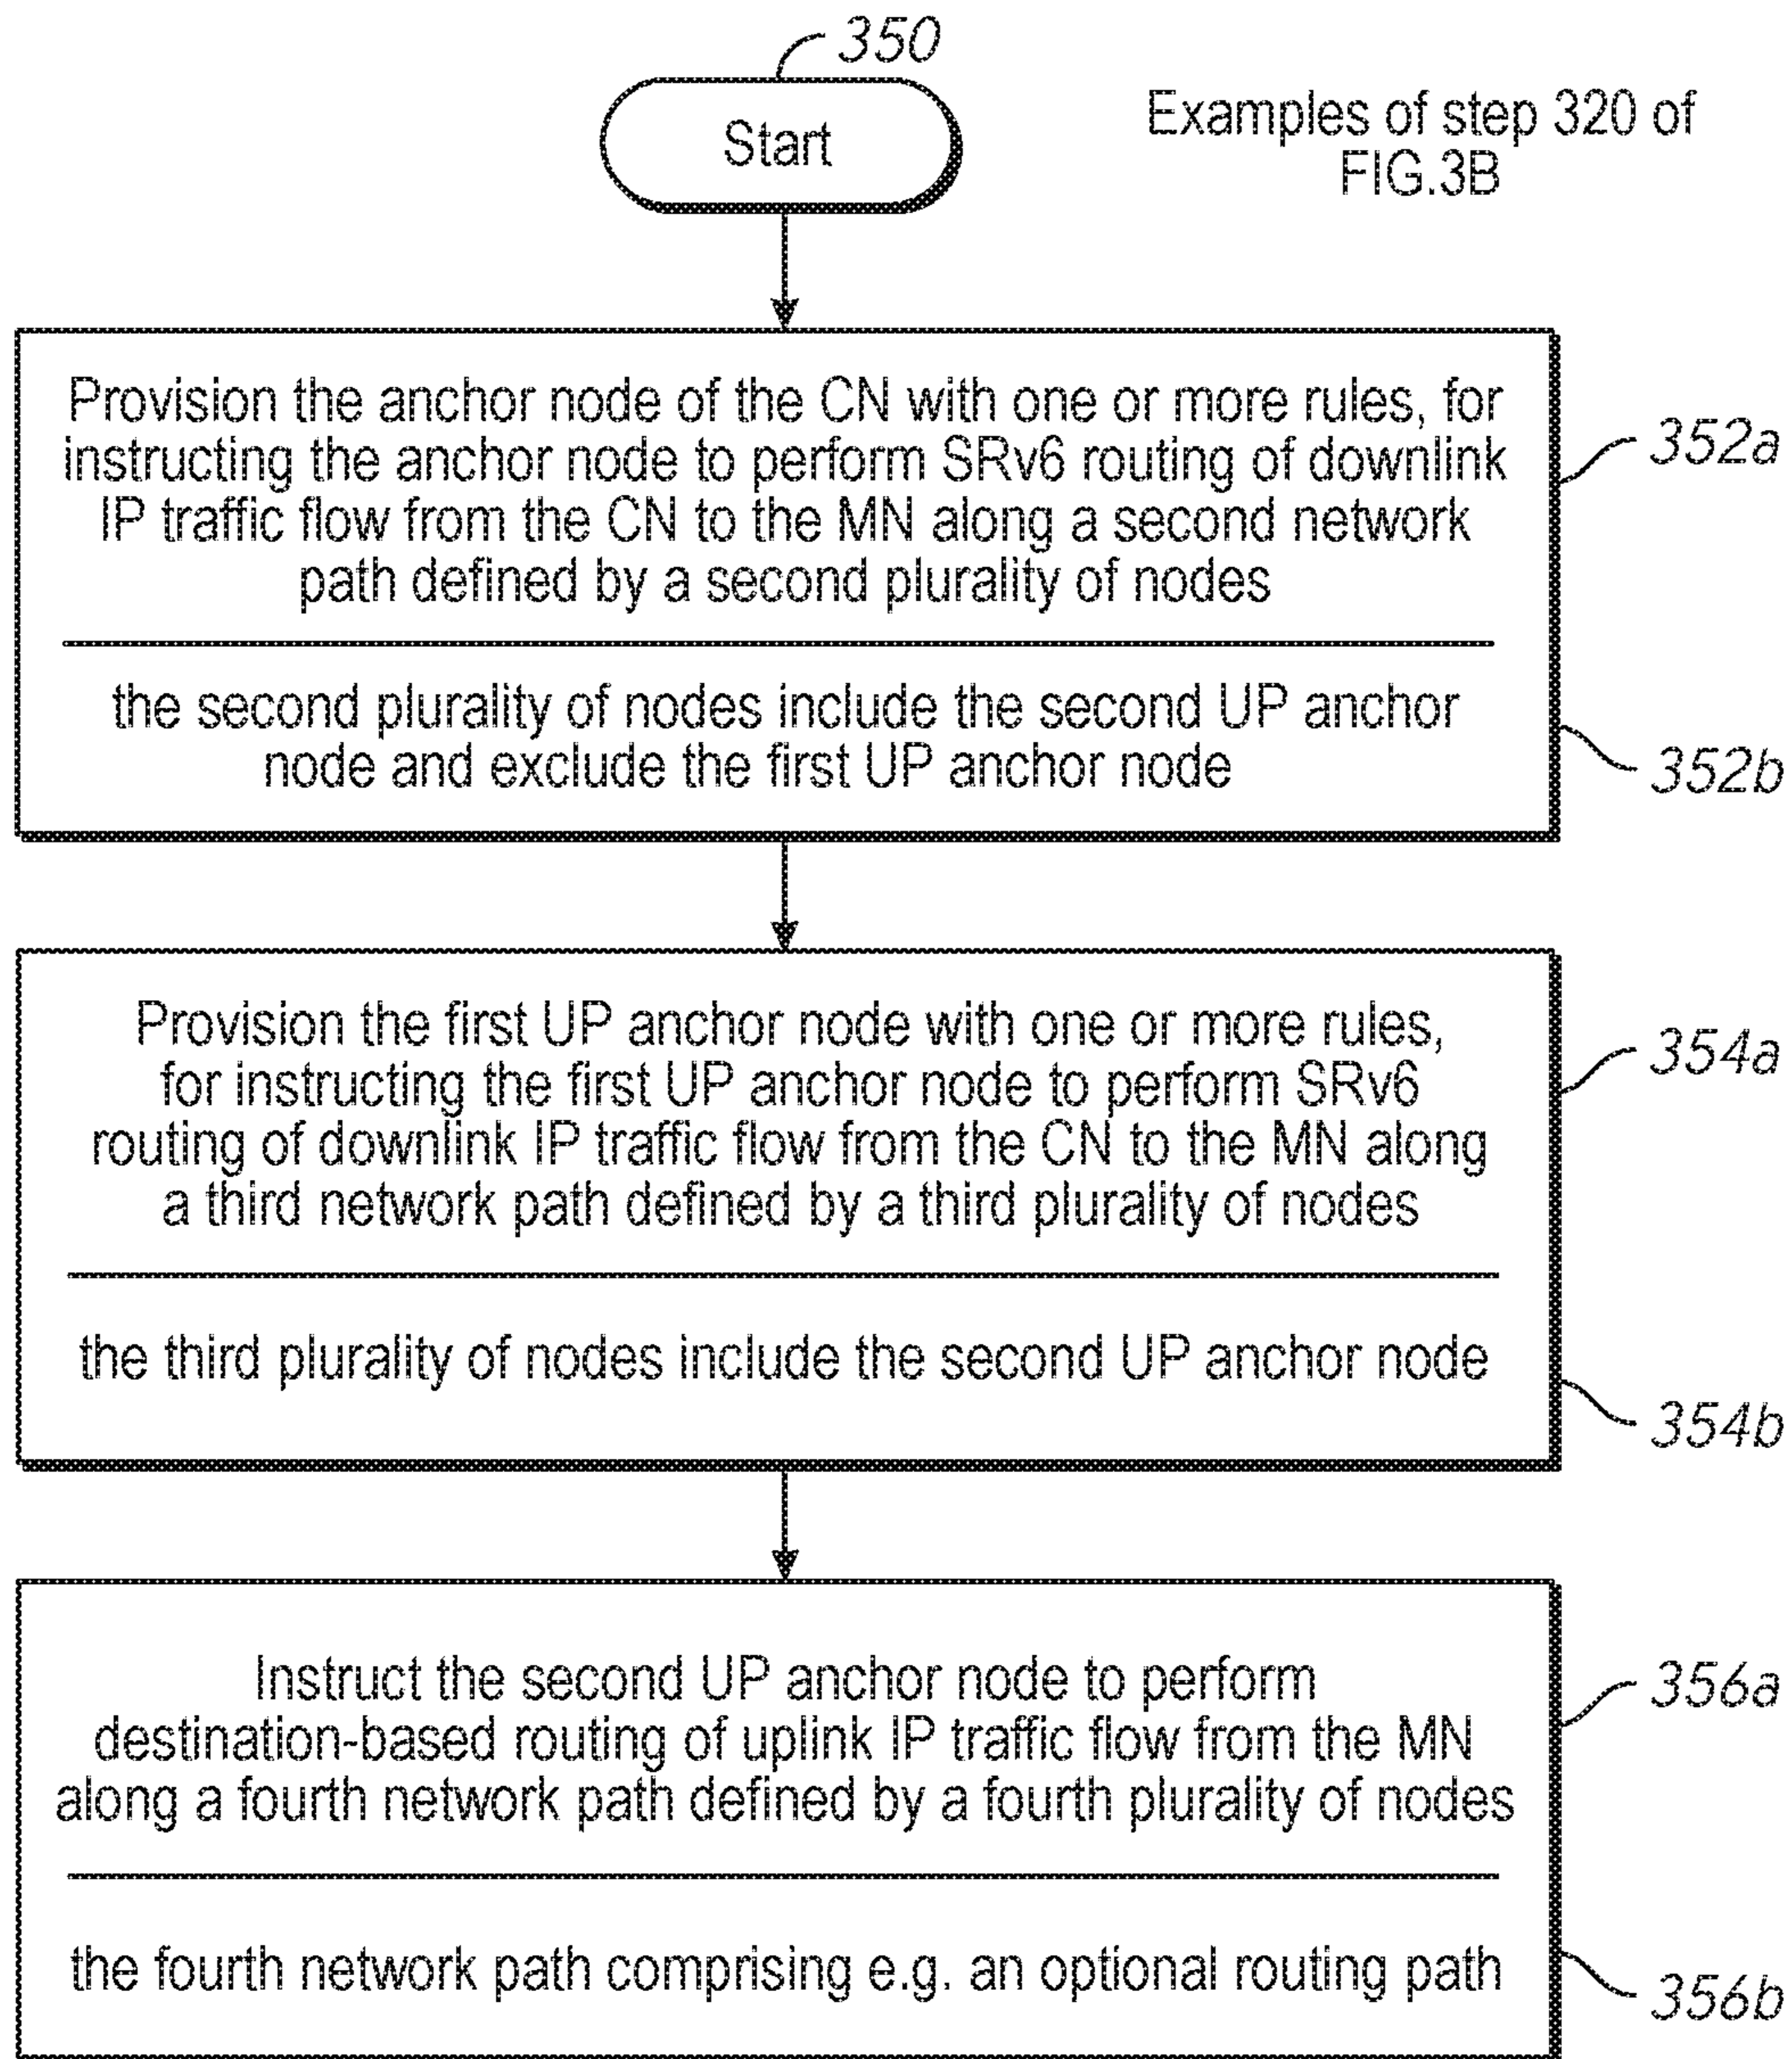 350
Start
Examples of step 320 of
FIG.3B
Provision the anchor node of the CN with one or more rules, for
instructing the anchor node to perform SRv6 routing of downlink
IP traffic flow from the CN to the MN along a second network
path defined by a second plurality of nodes
352a
the second plurality of nodes include the second UP anchor
node and exclude the first UP anchor node
352b
Provision the first UP anchor node with one or more rules,
for instructing the first UP anchor node to perform SRv6
routing of downlink IP traffic flow from the CN to the MN along
a third network path defined by a third plurality of nodes
354a
the third plurality of nodes include the second UP anchor node
354b
Instruct the second UP anchor node to perform
destination-based routing of uplink IP traffic flow from the MN
along a fourth network path defined by a fourth plurality of nodes
356a
the fourth network path comprising e.g. an optional routing path
356b